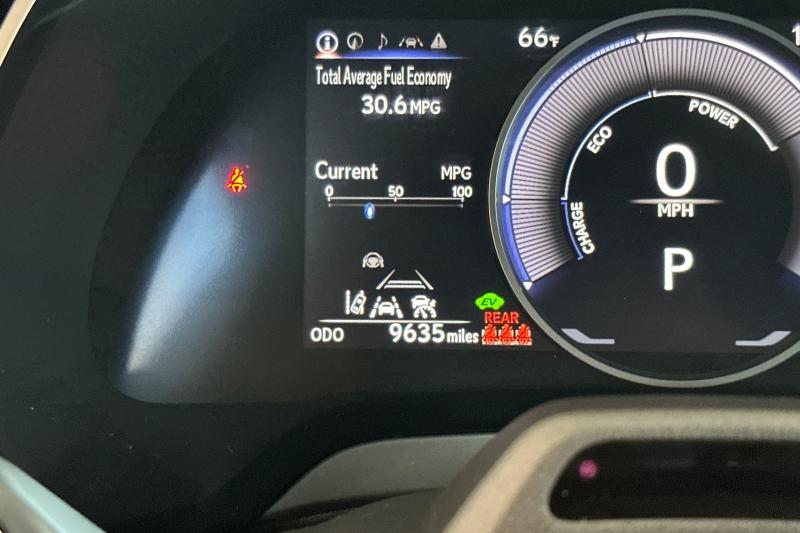 66°F
Total Average Fuel Economy
30.6 MPG
Current MPG
0 50 100
CHARGE
ECO
POWER
0
MPH
P
EV
REAR
ODO 9635 miles